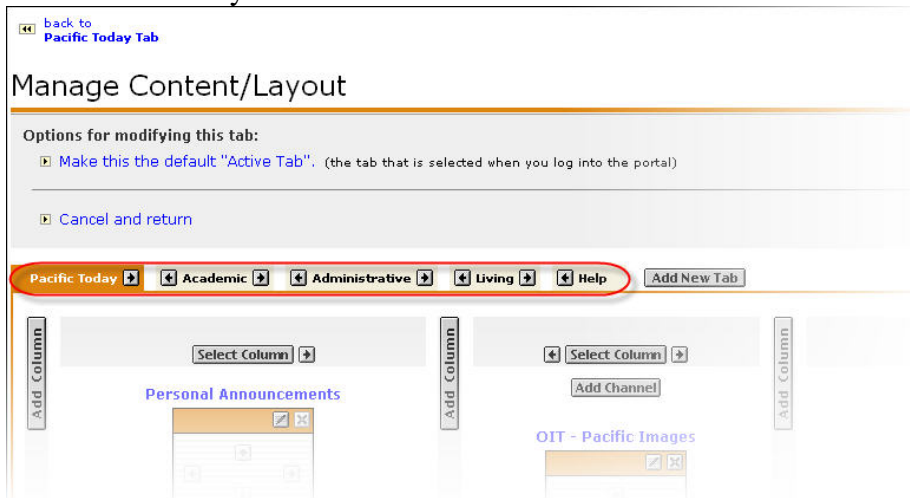 back to
Pacific Today Tab
Manage Content/Layout
Options for modifying this tab:
Make this the default "Active Tab". (the tab that is selected when you log into the portal)
Cancel and return
Pacific Today Academic Administrative Living Help Add New Tab
Add Column
Select Column
Personal Announcements
Add Column
Select Column
Add Channel
OIT - Pacific Images
Add Column